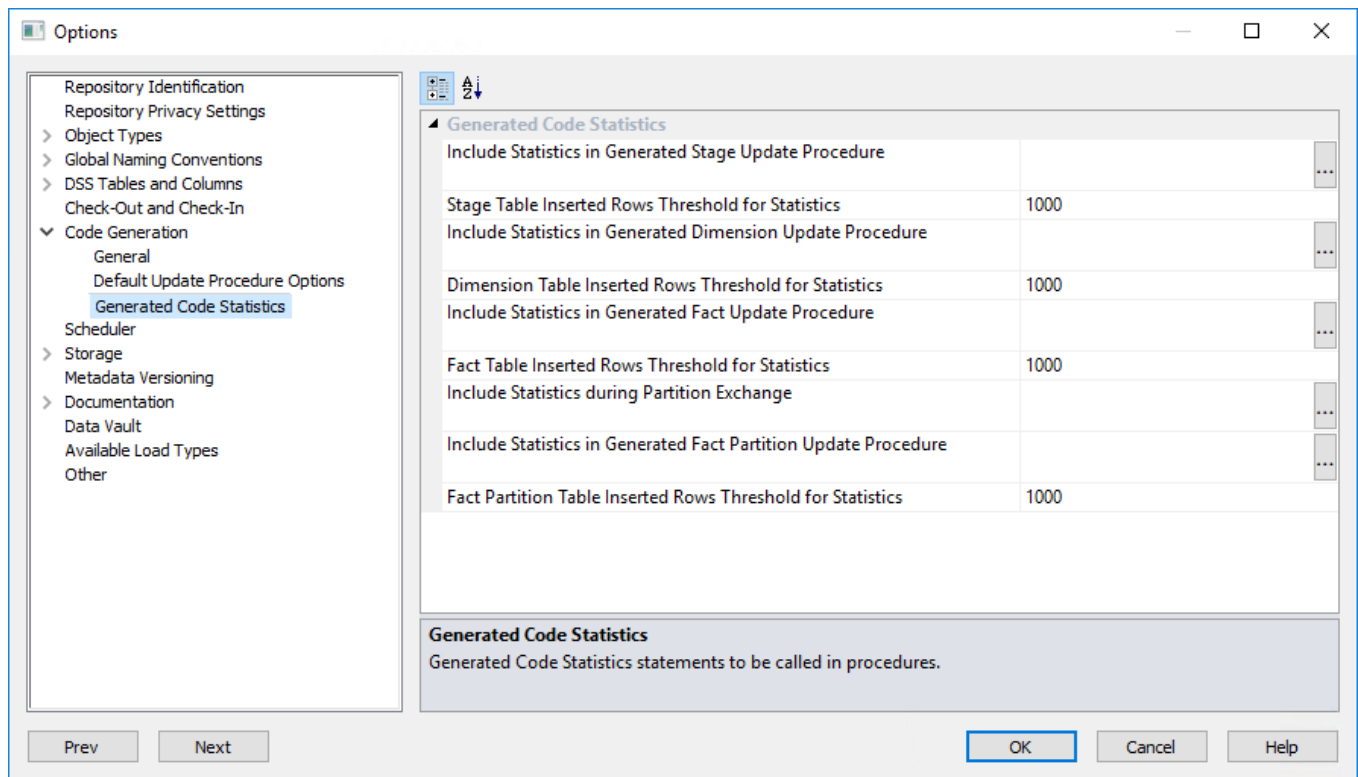 Options
Repository Identification
Repository Privacy Settings
Object Types
Global Naming Conventions
DSS Tables and Columns
Check-Out and Check-In
Code Generation
General
Default Update Procedure Options
Generated Code Statistics
Scheduler
Storage
Metadata Versioning
Documentation
Data Vault
Available Load Types
Other
A
Z
Generated Code Statistics
Include Statistics in Generated Stage Update Procedure
...
Stage Table Inserted Rows Threshold for Statistics 1000
Include Statistics in Generated Dimension Update Procedure
...
Dimension Table Inserted Rows Threshold for Statistics 1000
Include Statistics in Generated Fact Update Procedure
...
Fact Table Inserted Rows Threshold for Statistics 1000
Include Statistics during Partition Exchange
...
Include Statistics in Generated Fact Partition Update Procedure
...
Fact Partition Table Inserted Rows Threshold for Statistics 1000
Generated Code Statistics
Generated Code Statistics statements to be called in procedures.
Prev Next OK Cancel Help